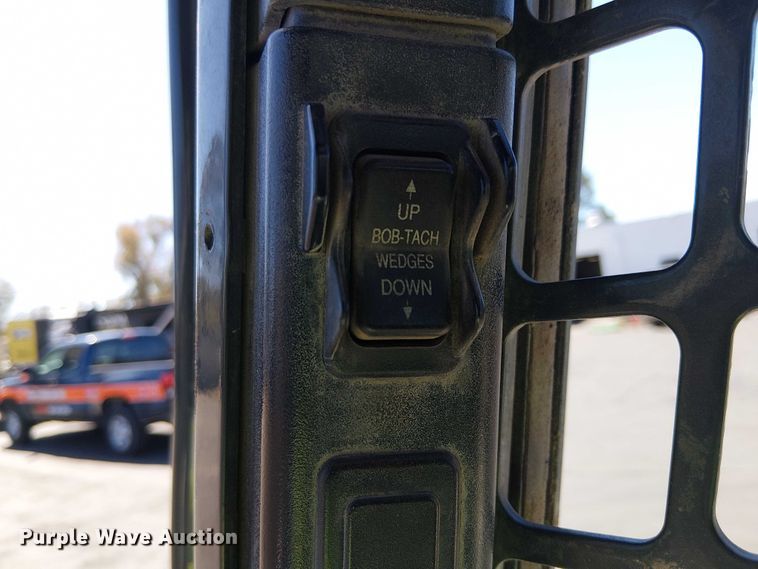 UP
BOB-TACH
WEDGES
DOWN
Purple Wave Auction